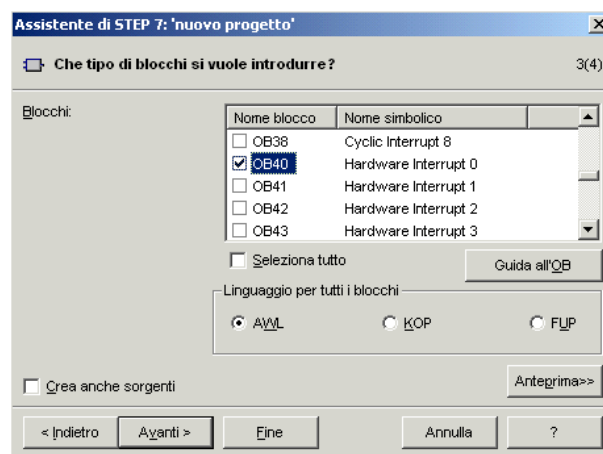 Assistente di STEP 7: 'nuovo progetto'
Che tipo di blocchi si vuole introdurre? 3(4)
Blocchi:
Nome blocco Nome simbolico
OB38 Cyclic Interrupt 8
OB40 Hardware Interrupt 0
OB41 Hardware Interrupt 1
OB42 Hardware Interrupt 2
OB43 Hardware Interrupt 3
Seleziona tutto
Guida all'OB
Linguaggio per tutti i blocchi
AWL KOP FUP
Crea anche sorgenti
Anteprima>>
< Indietro Avanti > Fine Annulla ?